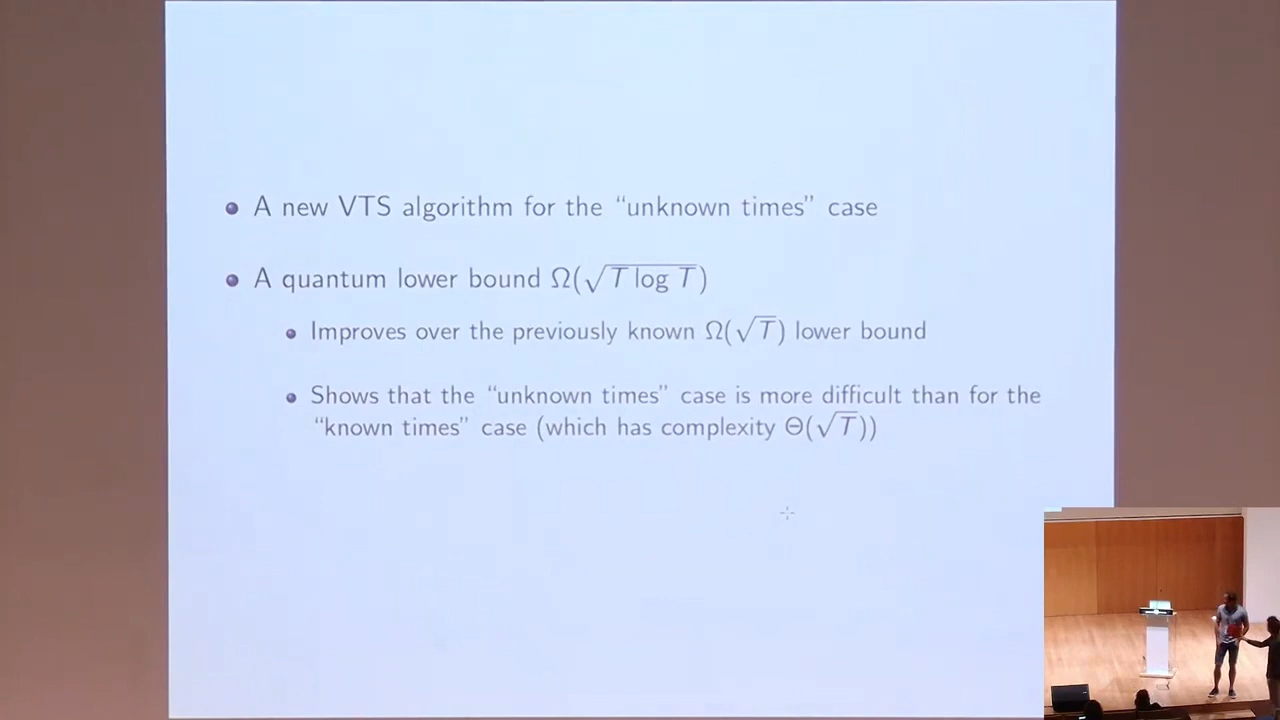 A new VTS algorithm for the “unknown times” case
A quantum lower bound Ω(√T log T)
Improves over the previously known Ω(√T) lower bound
Shows that the “unknown times” case is more difficult than for the
“known times” case (which has complexity Θ(√T))